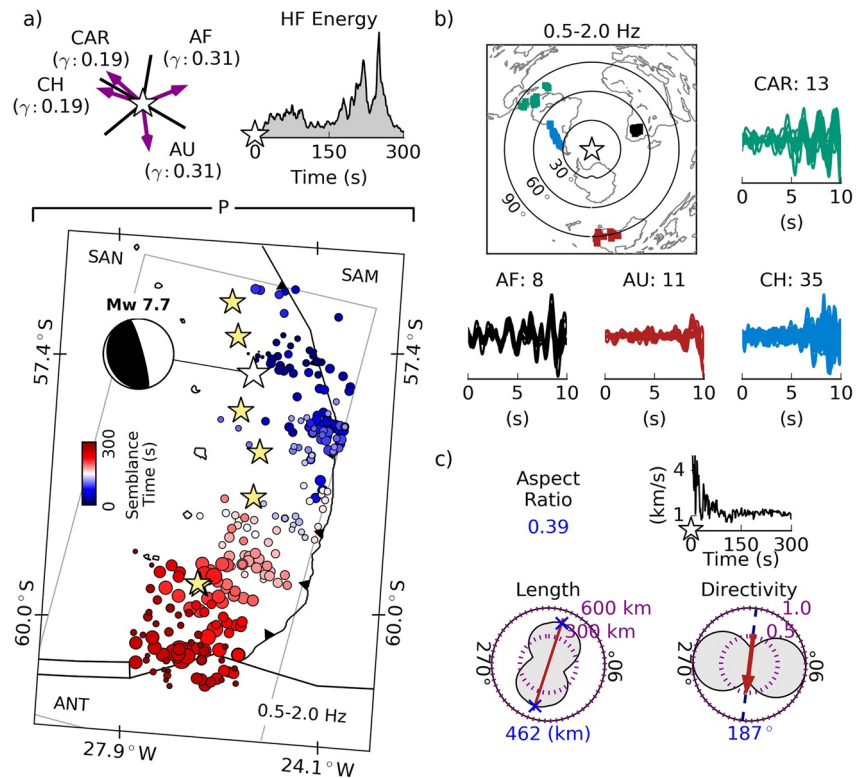 a)
HF Energy
CAR
(γ: 0.19)
AF
(γ: 0.31)
CH
(γ: 0.19)
AU
(γ: 0.31)
0 150 300
Time (s)
P
SAN
SAM
Mw 7.7
57.4°S
57.4°S
0 300
Semblance
Time (s)
60.0°S
60.0°S
ANT
0.5-2.0 Hz
27.9°W
24.1°W
b)
0.5-2.0 Hz
30°
60°
90°
CAR: 13
0 5 10
(s)
AF: 8
0 5 10
(s)
AU: 11
0 5 10
(s)
CH: 35
0 5 10
(s)
c)
Aspect
Ratio
0.39
(km/s)
4
1
0 150 300
Time (s)
Length
600 km
300 km
270°
90°
462 (km)
Directivity
1.0
0.5
270°
90°
187°